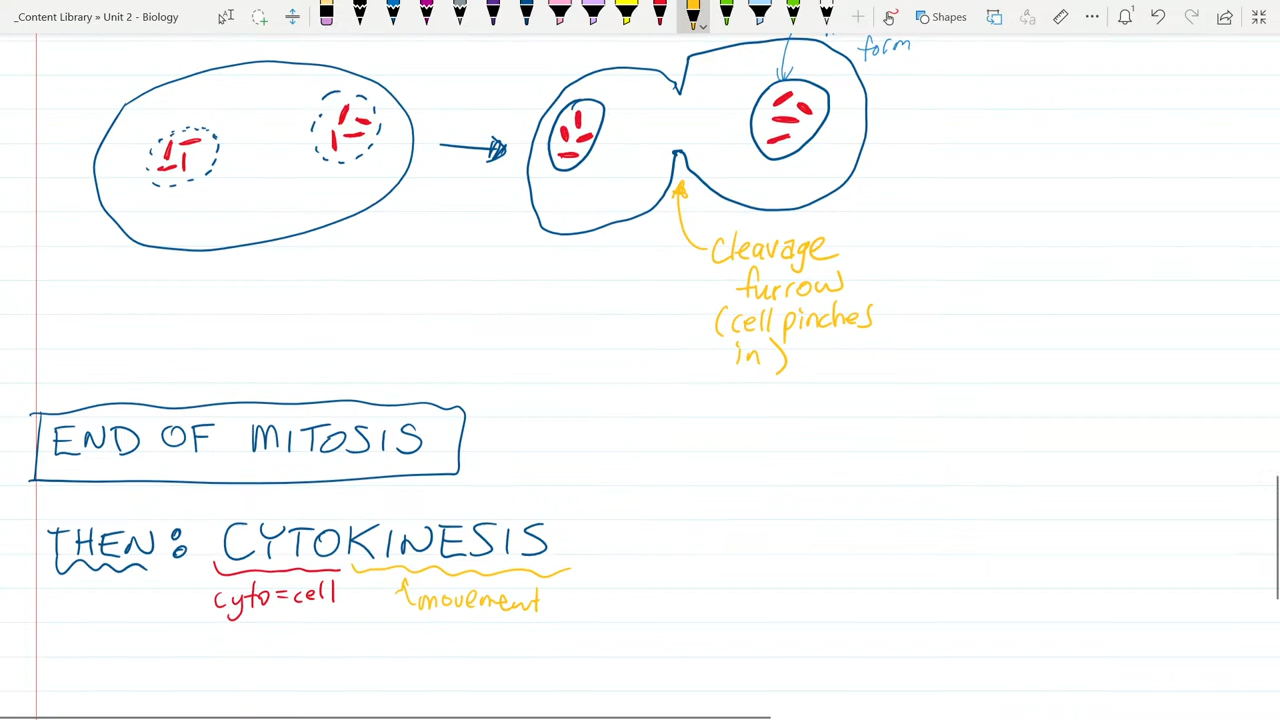 _Content Library » Unit 2 - Biology
Shapes
form
Cleavage
furrow
(cell pinches
in)
END OF MITOSIS
THEN: CYTOKINESIS
cyto=cell
movement